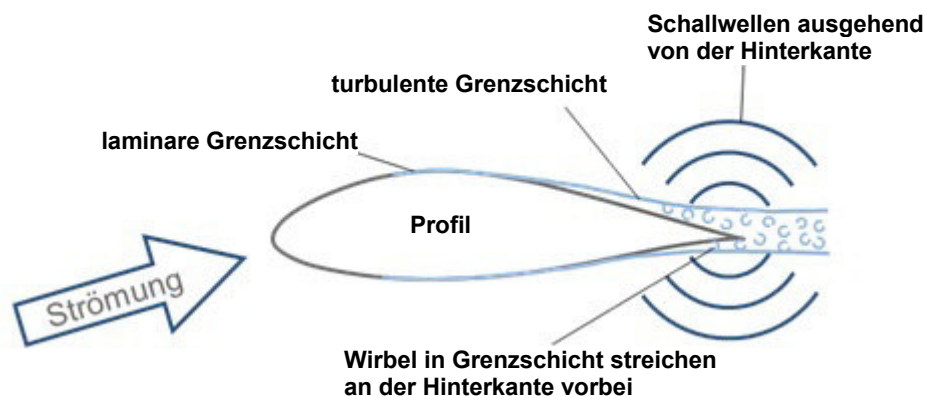 Schallwellen ausgehend
von der Hinterkante
turbulente Grenzschicht
laminare Grenzschicht
Profil
Strömung
Wirbel in Grenzschicht streichen
an der Hinterkante vorbei